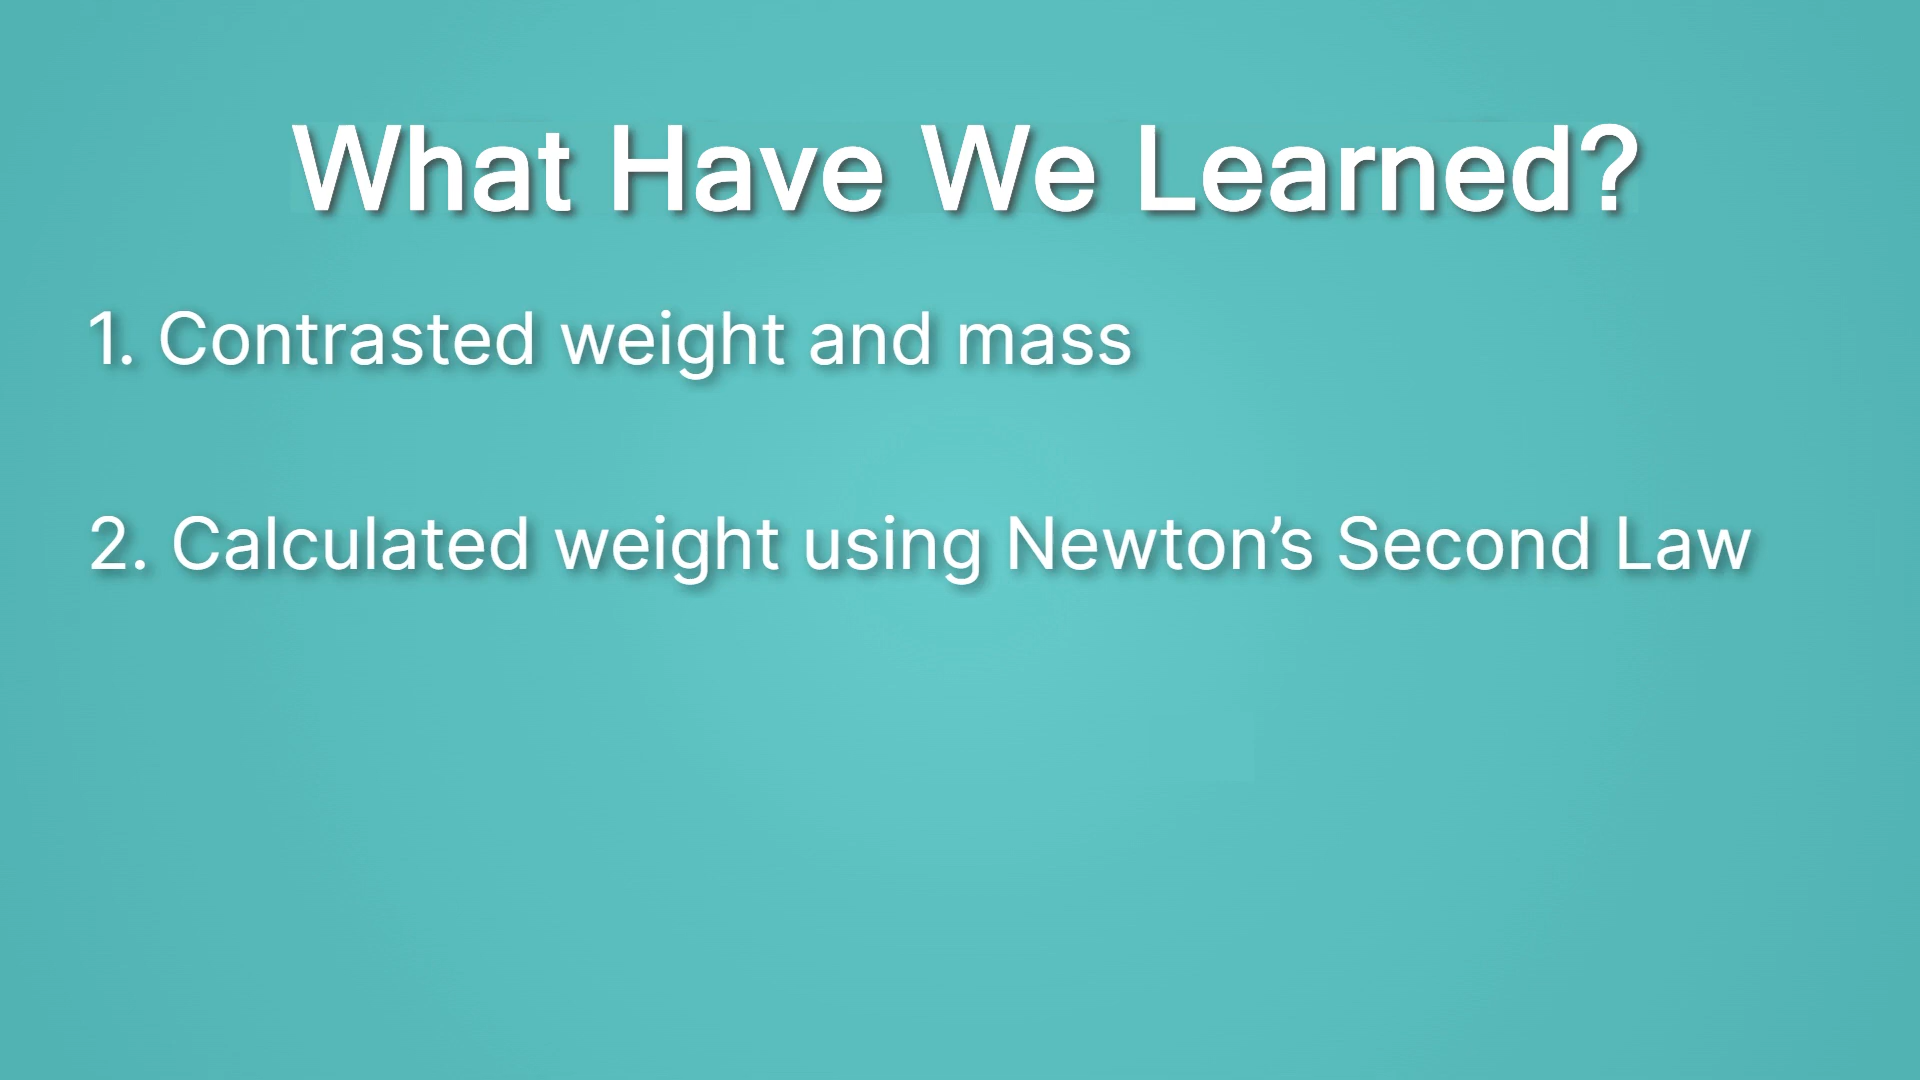 What Have We Learned?
1. Contrasted weight and mass
2. Calculated weight using Newton’s Second Law